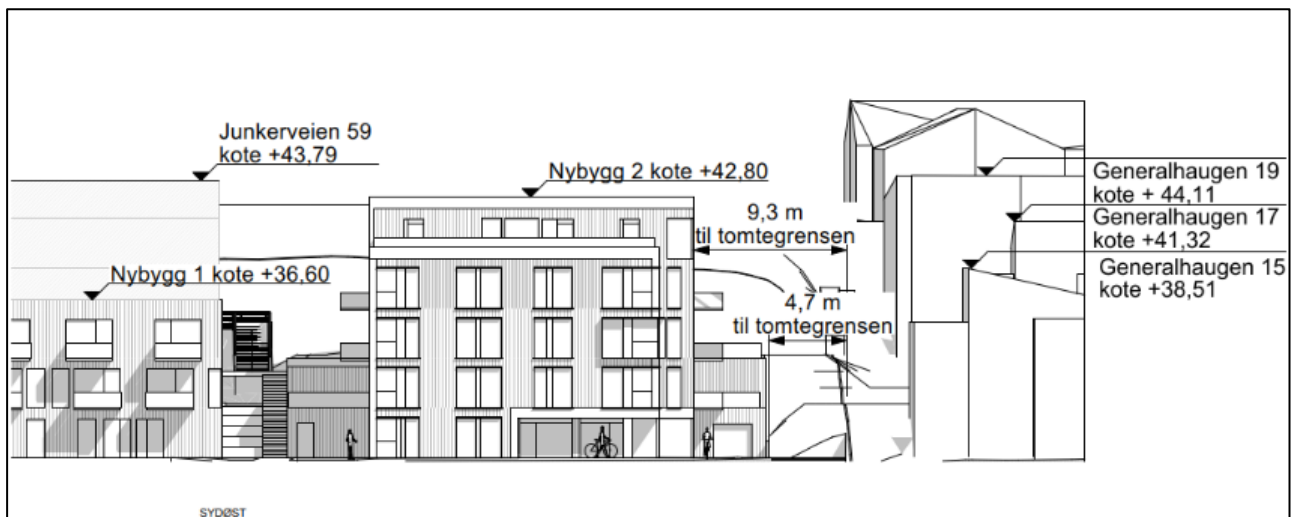 Junkerveien 59
kote +43,79
Nybygg 2 kote +42,80
Generalhaugen 19
kote + 44,11
9,3 m
til tomtegrensen
Generalhaugen 17
kote +41,32
Nybygg 1 kote +36,60
Generalhaugen 15
kote +38,51
4,7 m
til tomtegrensen
SYDØST